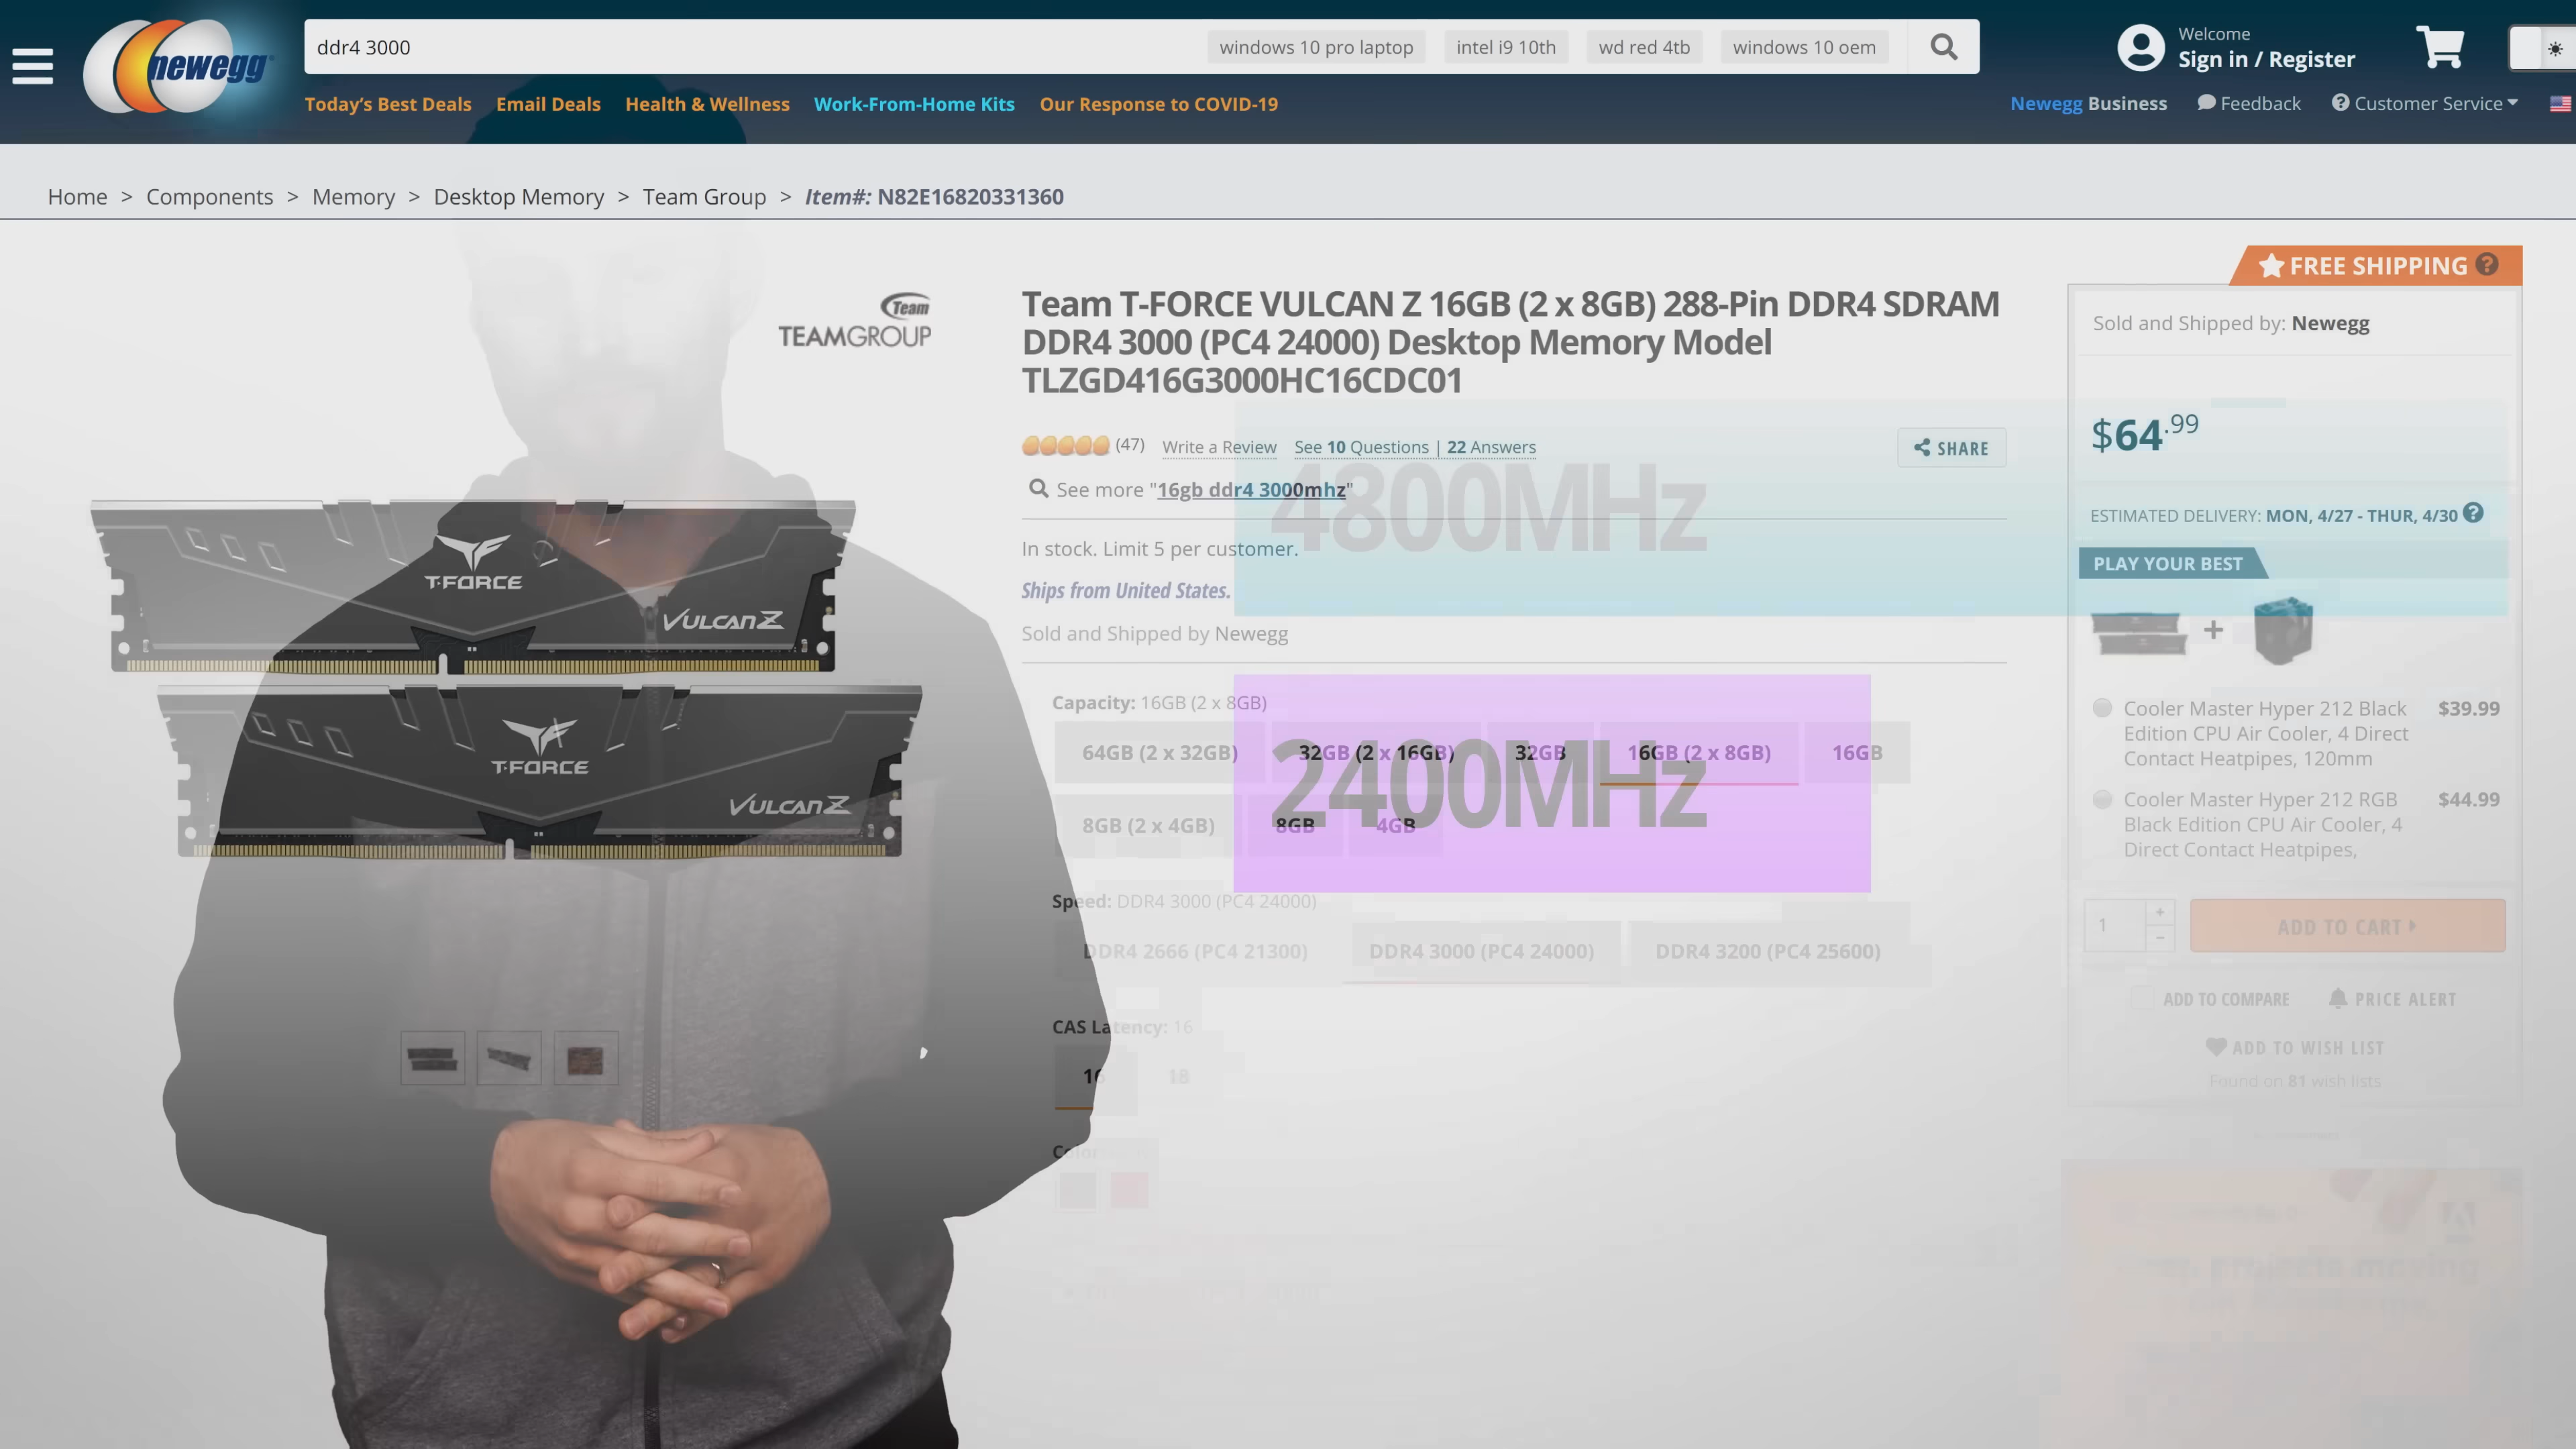 newegg
ddr4 3000
windows 10 pro laptop
intel i9 10th
wd red 4tb
windows 10 oem
Welcome
Sign in / Register
Today's Best Deals
Email Deals
Health & Wellness
Work-From-Home Kits
Our Response to COVID-19
Newegg Business
Feedback
Customer Service
Home > Components > Memory > Desktop Memory > Team Group > Item#: N82E16820331360
FREE SHIPPING
Team
TEAMGROUP
Team T-FORCE VULCAN Z 16GB (2 x 8GB) 288-Pin DDR4 SDRAM
DDR4 3000 (PC4 24000) Desktop Memory Model
TLZGD416G3000HC16CDC01
(47) Write a Review See 10 Questions | 22 Answers
SHARE
See more "16gb ddr4 3000mhz"
4800MHz
In stock. Limit 5 per customer.
Ships from United States.
Sold and Shipped by Newegg
T-FORCE
VULCANZ
T-FORCE
VULCANZ
Capacity: 16GB (2 x 8GB)
64GB (2 x 32GB)
32GB (2 x 16GB)
32GB
16GB (2 x 8GB)
16GB
2400MHz
8GB (2 x 4GB)
8GB
4GB
Speed: DDR4 3000 (PC4 24000)
DDR4 2666 (PC4 21300)
DDR4 3000 (PC4 24000)
DDR4 3200 (PC4 25600)
CAS Latency: 16
16
18
Color
Sold and Shipped by: Newegg
$64.99
ESTIMATED DELIVERY: MON, 4/27 - THUR, 4/30
PLAY YOUR BEST
+
Cooler Master Hyper 212 Black $39.99
Edition CPU Air Cooler, 4 Direct
Contact Heatpipes, 120mm
Cooler Master Hyper 212 RGB $44.99
Black Edition CPU Air Cooler, 4
Direct Contact Heatpipes,
1
ADD TO CART
ADD TO COMPARE
PRICE ALERT
ADD TO WISH LIST
Found on 81 wish lists